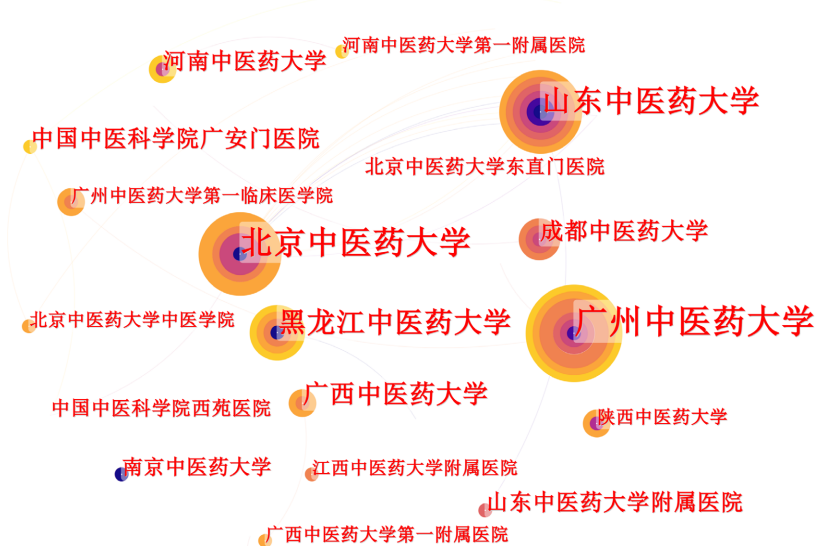 河南中医药大学第一附属医院
河南中医药大学
山东中医药大学
中国中医科学院广安门医院
北京中医药大学东直门医院
广州中医药大学第一临床医学院
成都中医药大学
北京中医药大学
北京中医药大学中医学院
黑龙江中医药大学
广州中医药大学
广西中医药大学
中国中医科学院西苑医院
陕西中医药大学
南京中医药大学
江西中医药大学附属医院
山东中医药大学附属医院
广西中医药大学第一附属医院